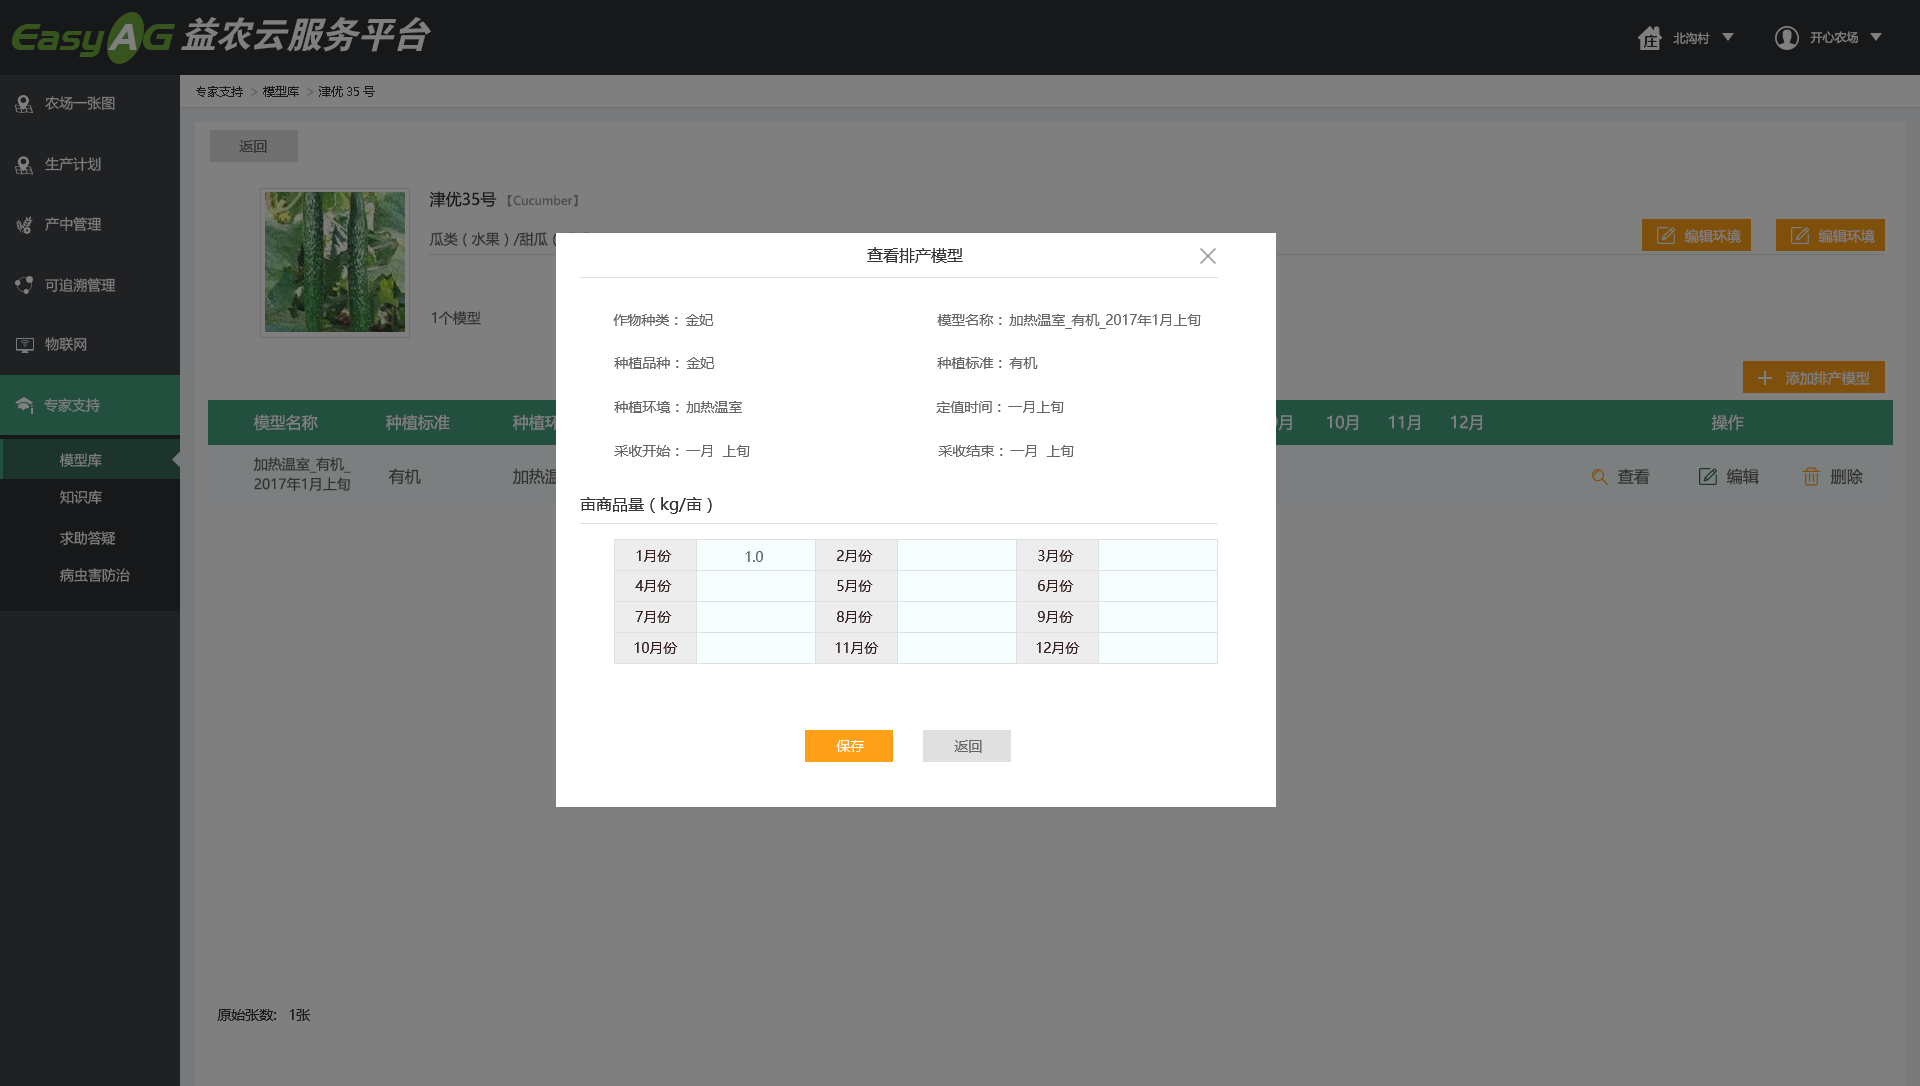 EasyAG 益农云服务平台
庄 北沟村
开心农场
农场一张图
生产计划
产中管理
可追溯管理
物联网
专家支持
模型库
知识库
求助答疑
病虫害防治
专家支持 > 模型库 > 津优 35 号
返回
津优35号 【Cucumber】
瓜类（水果）/甜瓜（
1个模型
编辑环境 编辑环境
添加排产模型
模型名称 种植标准 种植环 月 10月 11月 12月 操作
加热温室_有机_
2017年1月上旬
有机 加热温 查看 编辑 删除
原始张数: 1张
查看排产模型
作物种类：金妃 模型名称：加热温室_有机_2017年1月上旬
种植品种：金妃 种植标准：有机
种植环境：加热温室 定值时间：一月上旬
采收开始：一月 上旬 采收结束：一月 上旬
亩商品量（kg/亩）
1月份 1.0 2月份 3月份
4月份 5月份 6月份
7月份 8月份 9月份
10月份 11月份 12月份
保存 返回